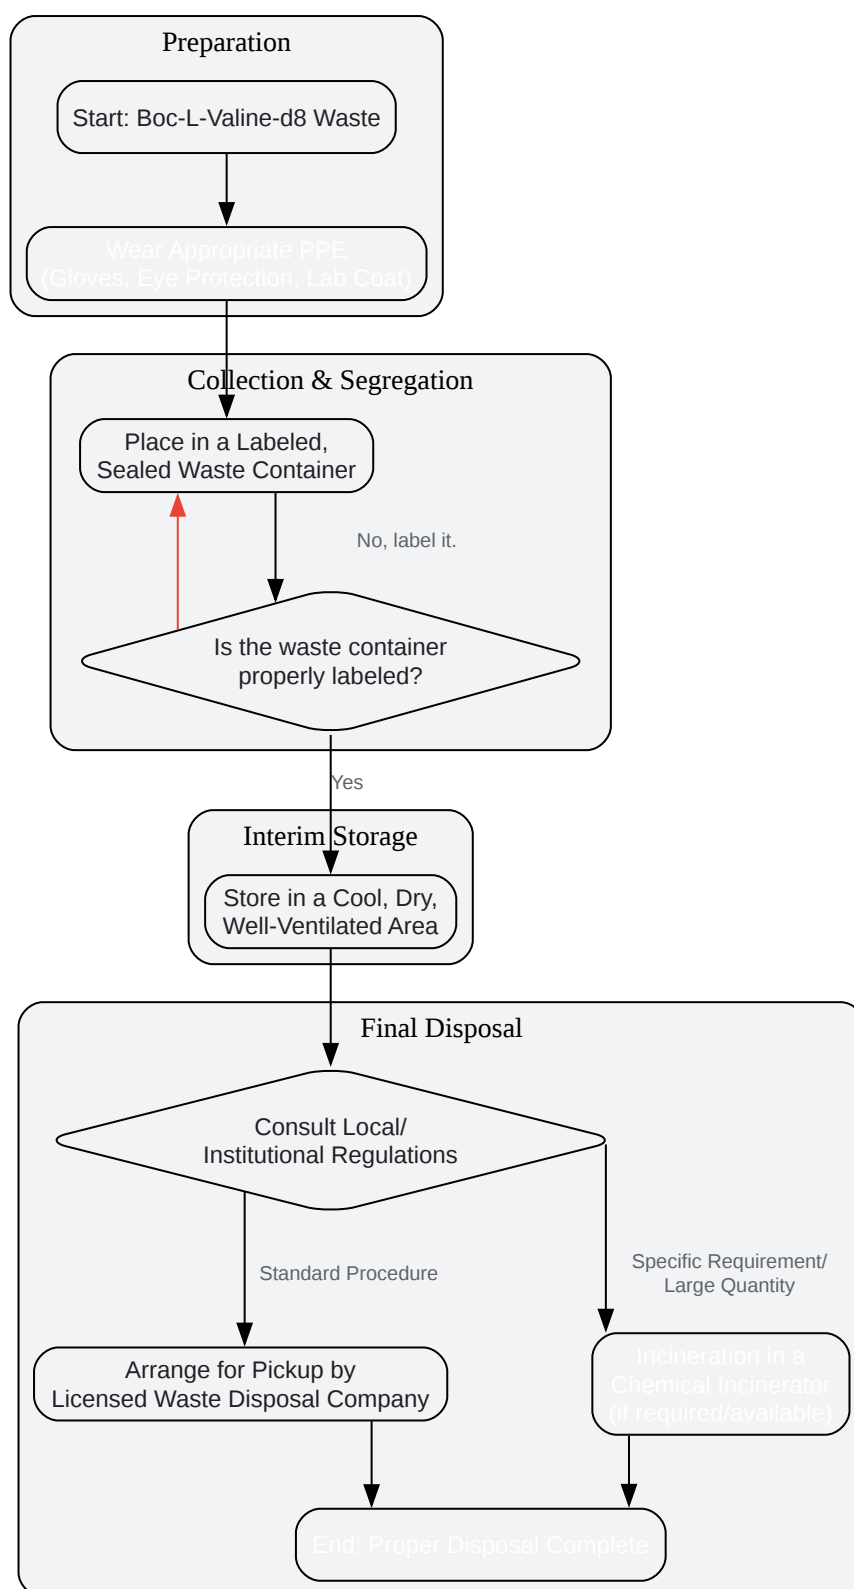 Preparation
Start: Boc-L-Valine-d8 Waste
Wear Appropriate PPE
(Gloves, Eye Protection, Lab Coat)
Collection & Segregation
Place in a Labeled,
Sealed Waste Container
No, label it.
Is the waste container
properly labeled?
Yes
Interim Storage
Store in a Cool, Dry,
Well-Ventilated Area
Final Disposal
Consult Local/
Institutional Regulations
Standard Procedure
Specific Requirement/
Large Quantity
Arrange for Pickup by
Licensed Waste Disposal Company
Incineration in a
Chemical Incinerator
(if required/available)
End: Proper Disposal Complete